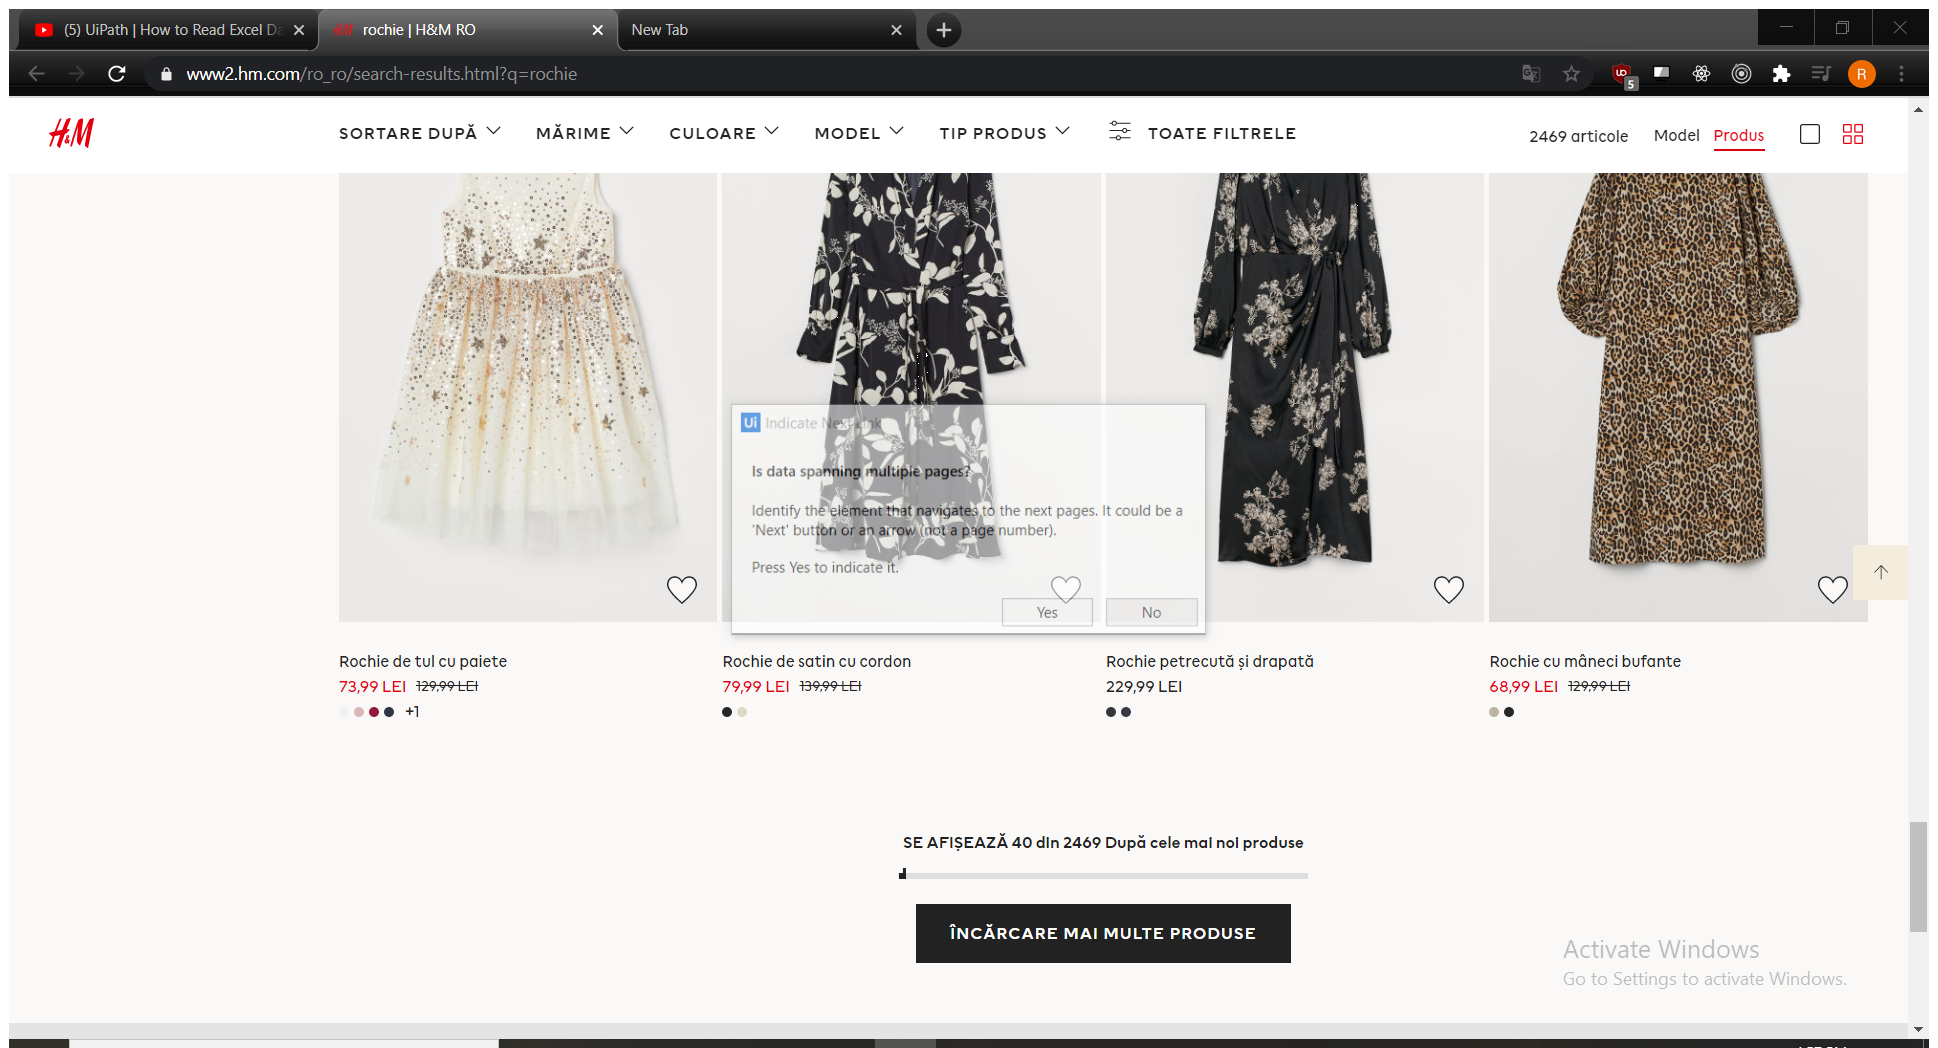 (5) UiPath | How to Read Excel Da
rochie | H&M RO
New Tab
www2.hm.com/ro_ro/search-results.html?q=rochie
5
R
H&M
SORTARE DUPĂ
MĂRIME
CULOARE
MODEL
TIP PRODUS
TOATE FILTRELE
2469 articole
Model
Produs
Ui Indicate Next Link
Is data spanning multiple pages?
Identify the element that navigates to the next pages. It could be a
'Next' button or an arrow (not a page number).
Press Yes to indicate it.
Yes
No
Rochie de tul cu paiete
73,99 LEI 129,99 LEI
+1
Rochie de satin cu cordon
79,99 LEI 139,99 LEI
Rochie petrecută și drapată
229,99 LEI
Rochie cu mâneci bufante
68,99 LEI 129,99 LEI
SE AFIȘEAZĂ 40 din 2469 După cele mai noi produse
ÎNCĂRCARE MAI MULTE PRODUSE
Activate Windows
Go to Settings to activate Windows.